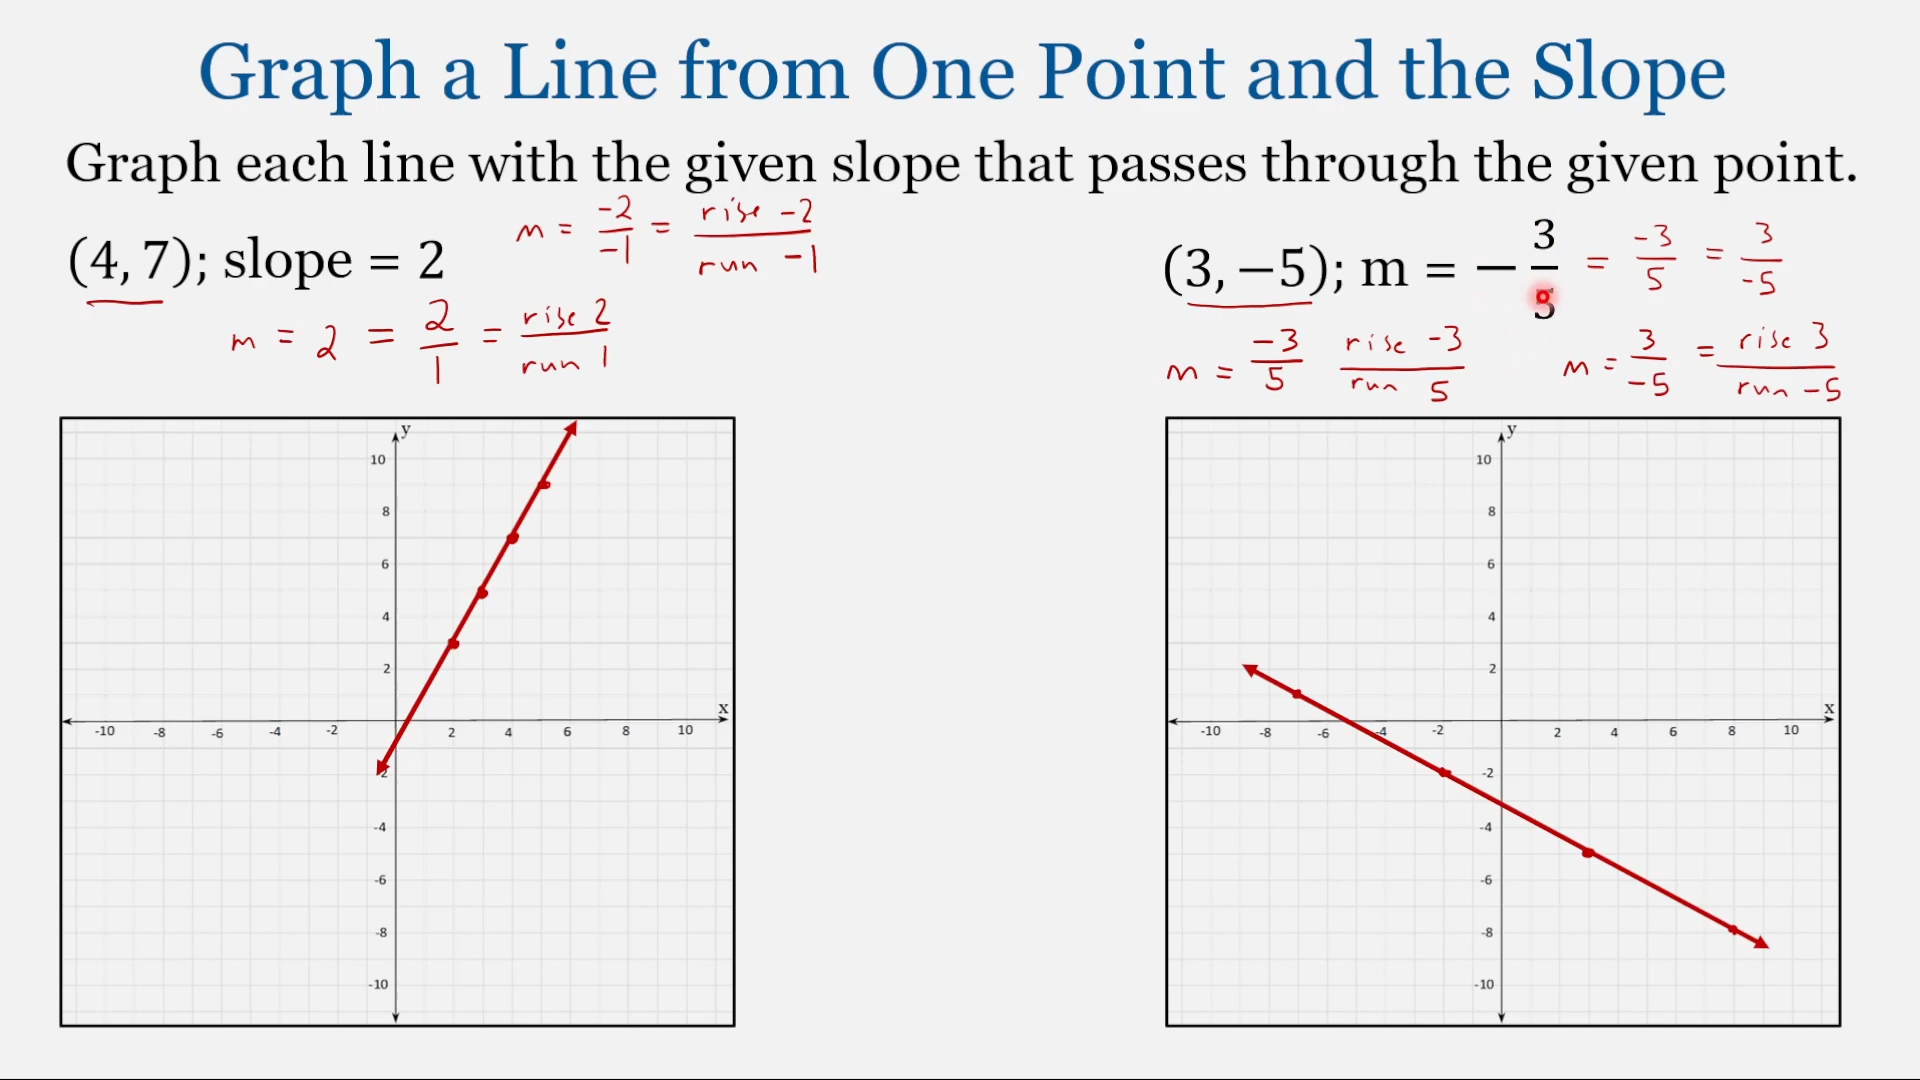 Graph a Line from One Point and the Slope
Graph each line with the given slope that passes through the given point.
(4, 7); slope = 2
m = -2/-1 = rise -2/run -1
m = 2 = 2/1 = rise 2/run 1
(3, −5); m = −3/5 = -3/5 = 3/-5
m = -3/5 rise -3/run 5
m = 3/-5 = rise 3/run -5
y
10
8
6
4
2
x
-10 -8 -6 -4 -2 2 4 6 8 10
2
-4
-6
-8
-10
y
10
8
6
4
2
x
-10 -8 -6 -4 -2 2 4 6 8 10
-2
-4
-6
-8
-10